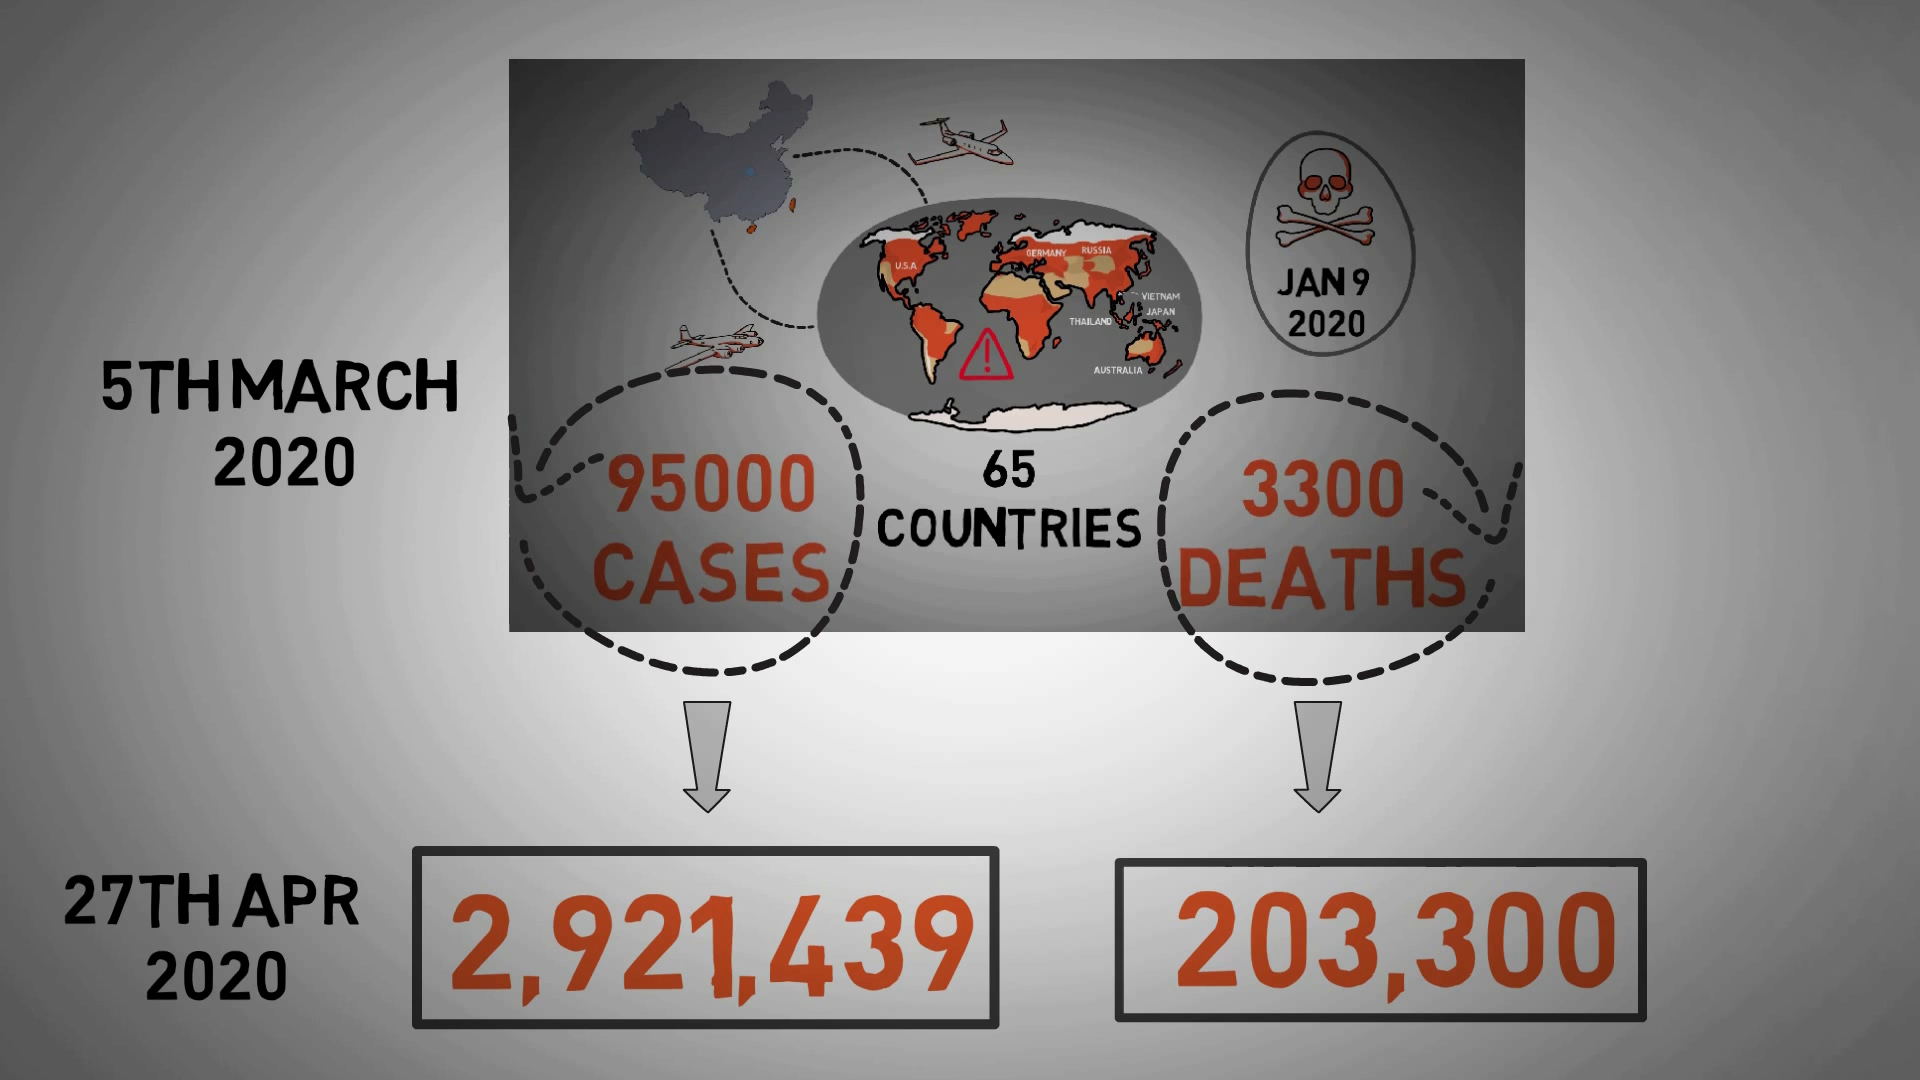 5TH MARCH
2020
U.S.A
GERMANY
RUSSIA
VIETNAM
JAPAN
THAILAND
AUSTRALIA
JAN 9
2020
95000
CASES
65
COUNTRIES
3300
DEATHS
27TH APR
2020
2,921,439
203,300